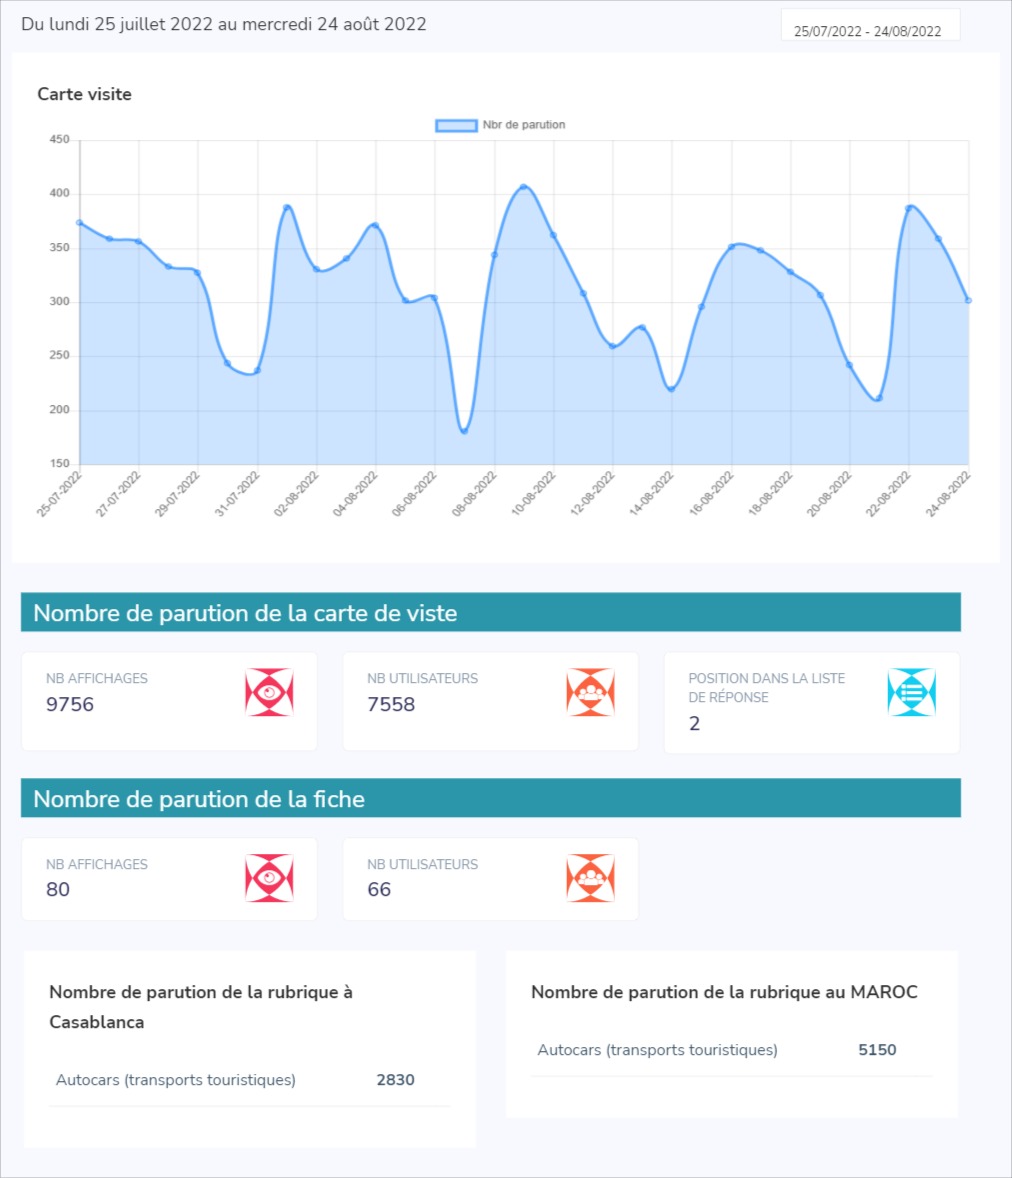 Du lundi 25 juillet 2022 au mercredi 24 août 2022
25/07/2022 - 24/08/2022
Carte visite
Nbr de parution
450
400
350
300
250
200
150
25-07-2022
27-07-2022
29-07-2022
31-07-2022
02-08-2022
04-08-2022
06-08-2022
08-08-2022
10-08-2022
12-08-2022
14-08-2022
16-08-2022
18-08-2022
20-08-2022
22-08-2022
24-08-2022
Nombre de parution de la carte de viste
NB AFFICHAGES
9756
NB UTILISATEURS
7558
POSITION DANS LA LISTE
DE RÉPONSE
2
Nombre de parution de la fiche
NB AFFICHAGES
80
NB UTILISATEURS
66
Nombre de parution de la rubrique à
Casablanca
Autocars (transports touristiques) 2830
Nombre de parution de la rubrique au MAROC
Autocars (transports touristiques) 5150